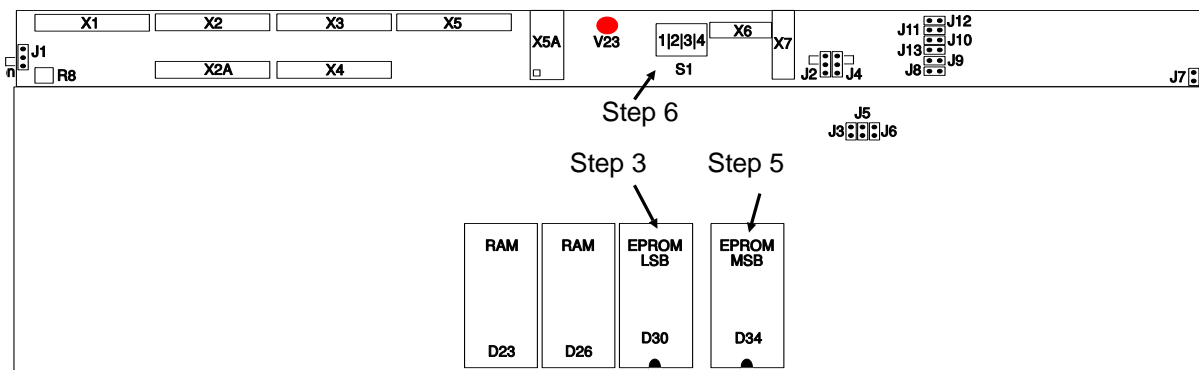 X1 X2 X3 X5 X5A V23 1|2|3|4 X6 X7 J11 J12
J10
J1 J13
J9
R8 X2A X4 S1 J2 J4 J8 J7
Step 6
J5
J3 J6
Step 3 Step 5
RAM RAM EPROM EPROM
LSB MSB
D23 D26 D30 D34